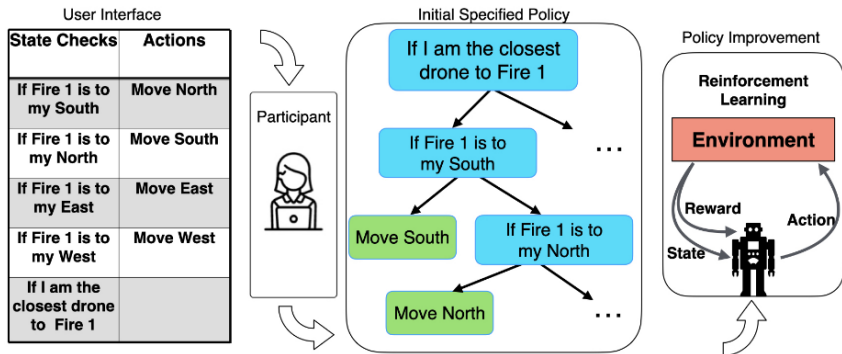 User Interface
State Checks
Actions
If Fire 1 is to
my South
Move North
If Fire 1 is to
my North
Move South
If Fire 1 is to
my East
Move East
If Fire 1 is to
my West
Move West
If I am the
closest drone
to Fire 1
Participant
Initial Specified Policy
If I am the closest
drone to Fire 1
If Fire 1 is to
my South
...
Move South
If Fire 1 is to
my North
Move North
...
Policy Improvement
Reinforcement
Learning
Environment
Reward
Action
State